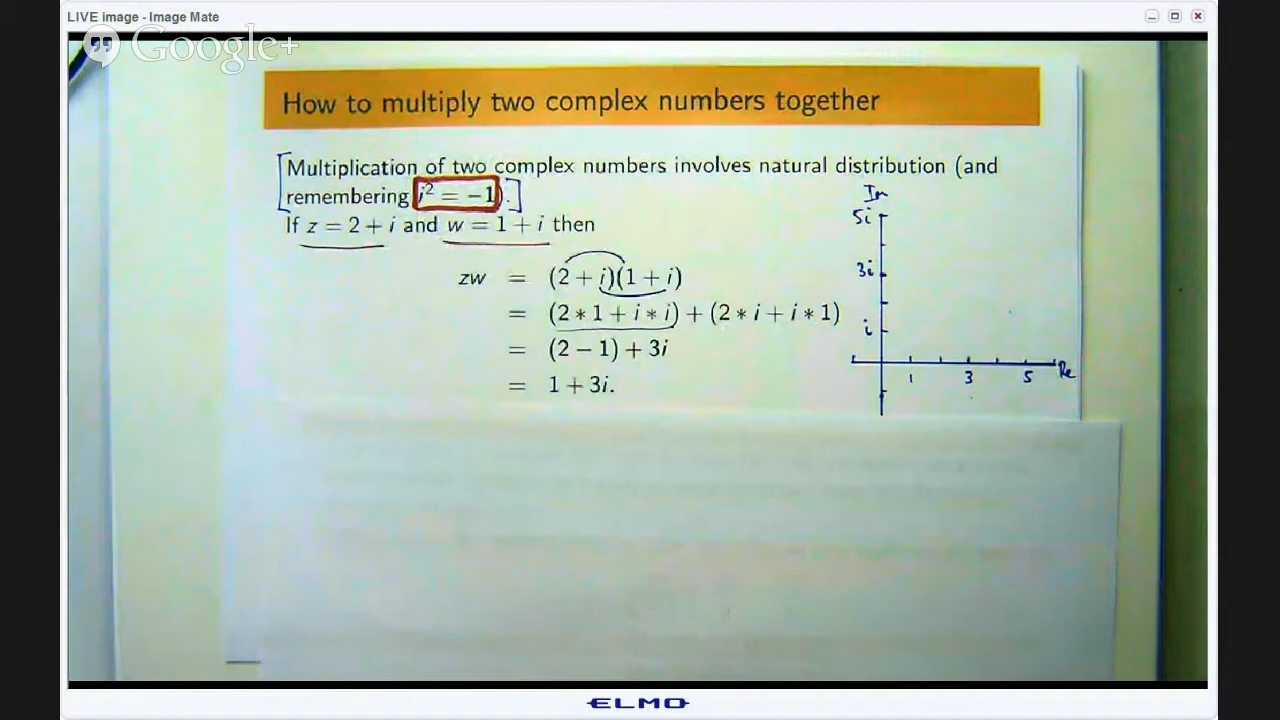 LIVE image - Image Mate
Google+
How to multiply two complex numbers together
Multiplication of two complex numbers involves natural distribution (and
remembering i² = −1).
If z = 2 + i and w = 1 + i then
zw = (2 + i)(1 + i)
= (2 * 1 + i * i) + (2 * i + i * 1)
= (2 − 1) + 3i
= 1 + 3i.
Im
5i
3i
i
1 3 5 Re
ELMO